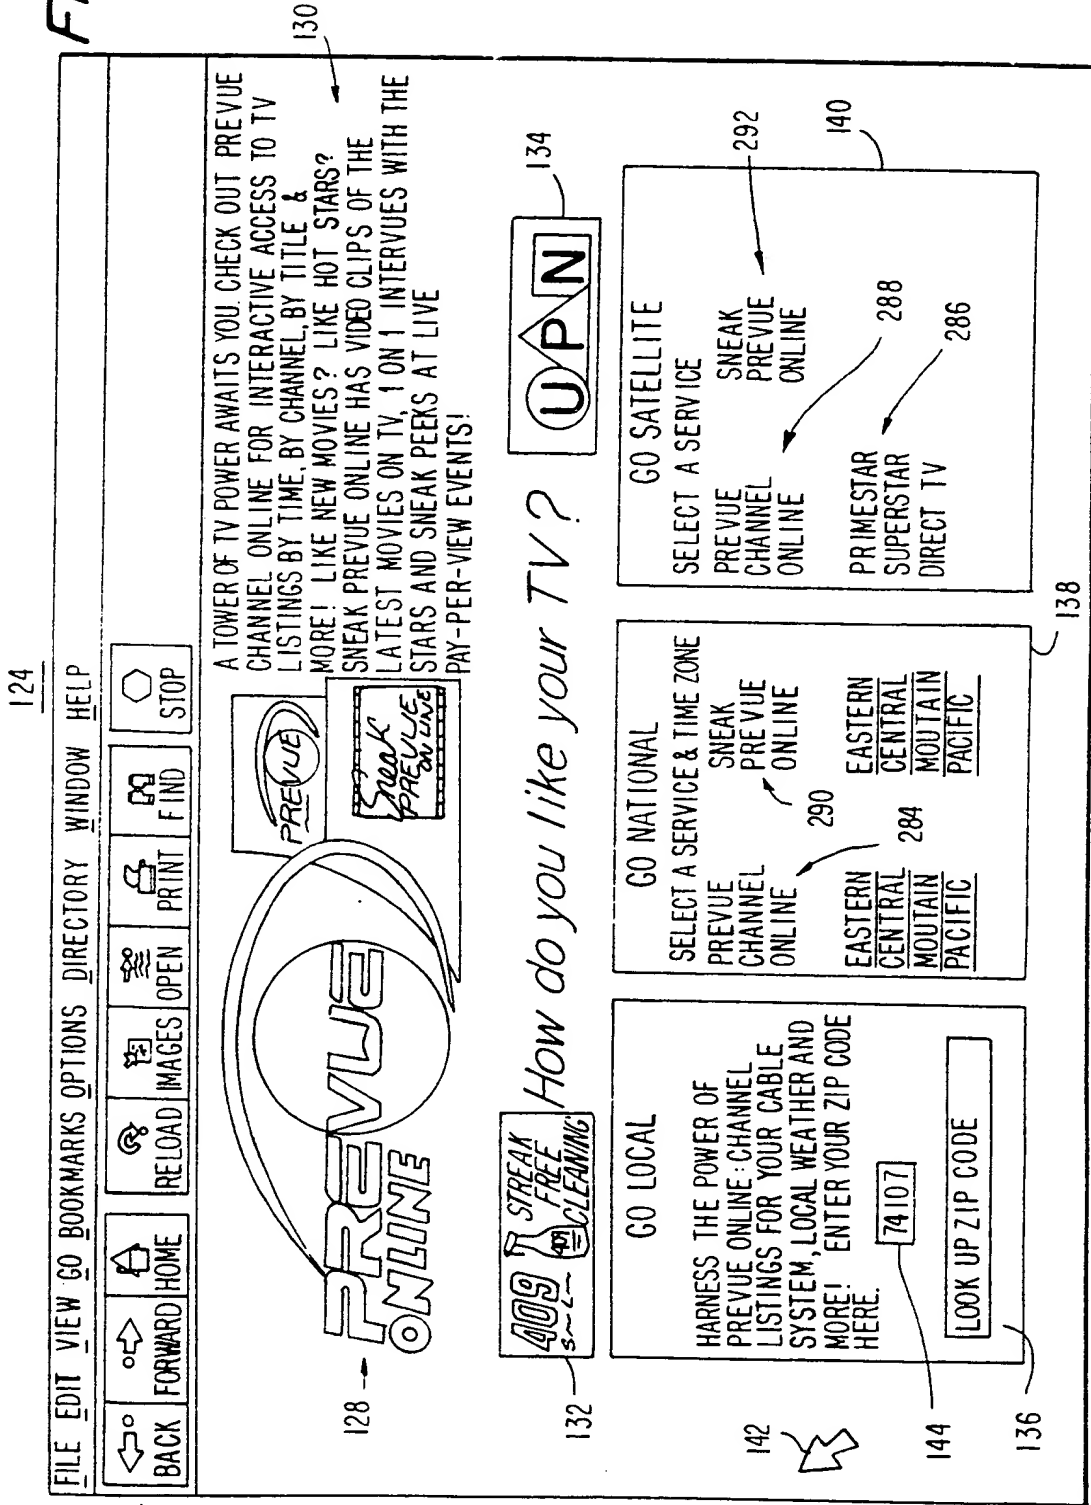 124
FILE EDIT VIEW GO BOOKMARKS OPTIONS DIRECTORY WINDOW HELP
BACK FORWARD HOME RELOAD IMAGES OPEN PRINT FIND STOP
128
PREVUE
ONLINE
PREVUE
Sneak
PREVUE
ON LINE
A TOWER OF TV POWER AWAITS YOU. CHECK OUT PREVUE
CHANNEL ONLINE FOR INTERACTIVE ACCESS TO TV
LISTINGS BY TIME, BY CHANNEL, BY TITLE &
MORE! LIKE NEW MOVIES? LIKE HOT STARS?
SNEAK PREVUE ONLINE HAS VIDEO CLIPS OF THE
LATEST MOVIES ON TV, 1 ON 1 INTERVUES WITH THE
STARS AND SNEAK PEEKS AT LIVE
PAY-PER-VIEW EVENTS!
130
132
409
STREAK
FREE
CLEANING
409
How do you like your TV?
UPN
134
GO LOCAL
HARNESS THE POWER OF
PREVUE ONLINE: CHANNEL
LISTINGS FOR YOUR CABLE
SYSTEM, LOCAL WEATHER AND
MORE! ENTER YOUR ZIP CODE
HERE.
74107
LOOK UP ZIP CODE
142
144
136
GO NATIONAL
SELECT A SERVICE & TIME ZONE
PREVUE
CHANNEL
ONLINE
SNEAK
PREVUE
ONLINE
290
284
EASTERN
CENTRAL
MOUTAIN
PACIFIC
EASTERN
CENTRAL
MOUTAIN
PACIFIC
138
GO SATELLITE
SELECT A SERVICE
PREVUE
CHANNEL
ONLINE
SNEAK
PREVUE
ONLINE
292
288
PRIMESTAR
SUPERSTAR
DIRECT TV
286
140